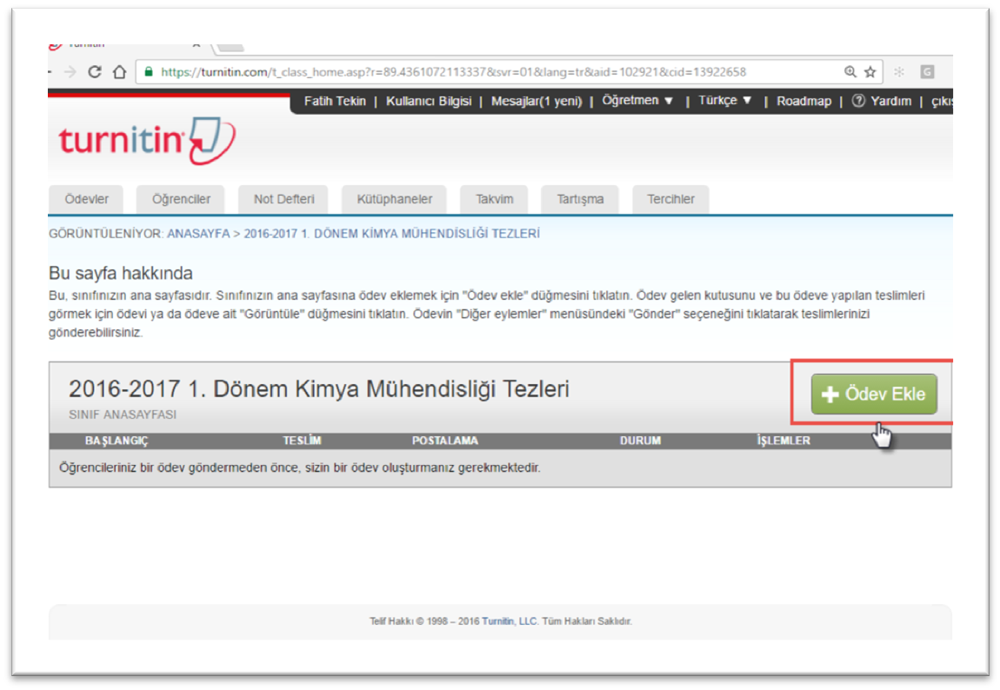 https://turnitin.com/t_class_home.asp?r=89.4361072113337&svr=01&lang=tr&aid=102921&cid=13922658
Fatih Tekin | Kullanıcı Bilgisi | Mesajlar(1 yeni) | Öğretmen ▼ | Türkçe ▼ | Roadmap | ? Yardım |
turnitin
Ödevler Öğrenciler Not Defteri Kütüphaneler Takvim Tartışma Tercihler
GÖRÜNTÜLENİYOR: ANASAYFA > 2016-2017 1. DÖNEM KİMYA MÜHENDİSLİĞİ TEZLERİ
Bu sayfa hakkında
Bu, sınıfınızın ana sayfasıdır. Sınıfınızın ana sayfasına ödev eklemek için "Ödev ekle" düğmesini tıklatın. Ödev gelen kutusunu ve bu ödeve yapılan teslimleri
görmek için ödevi ya da ödeve ait "Görüntüle" düğmesini tıklatın. Ödevin "Diğer eylemler" menüsündeki "Gönder" seçeneğini tıklatarak teslimlerinizi
gönderebilirsiniz.
2016-2017 1. Dönem Kimya Mühendisliği Tezleri
+ Ödev Ekle
SINIF ANASAYFASI
BAŞLANGIÇ TESLİM POSTALAMA DURUM İŞLEMLER
Öğrencileriniz bir ödev göndermeden önce, sizin bir ödev oluşturmanız gerekmektedir.
Telif Hakkı © 1998 – 2016 Turnitin, LLC. Tüm Hakları Saklıdır.